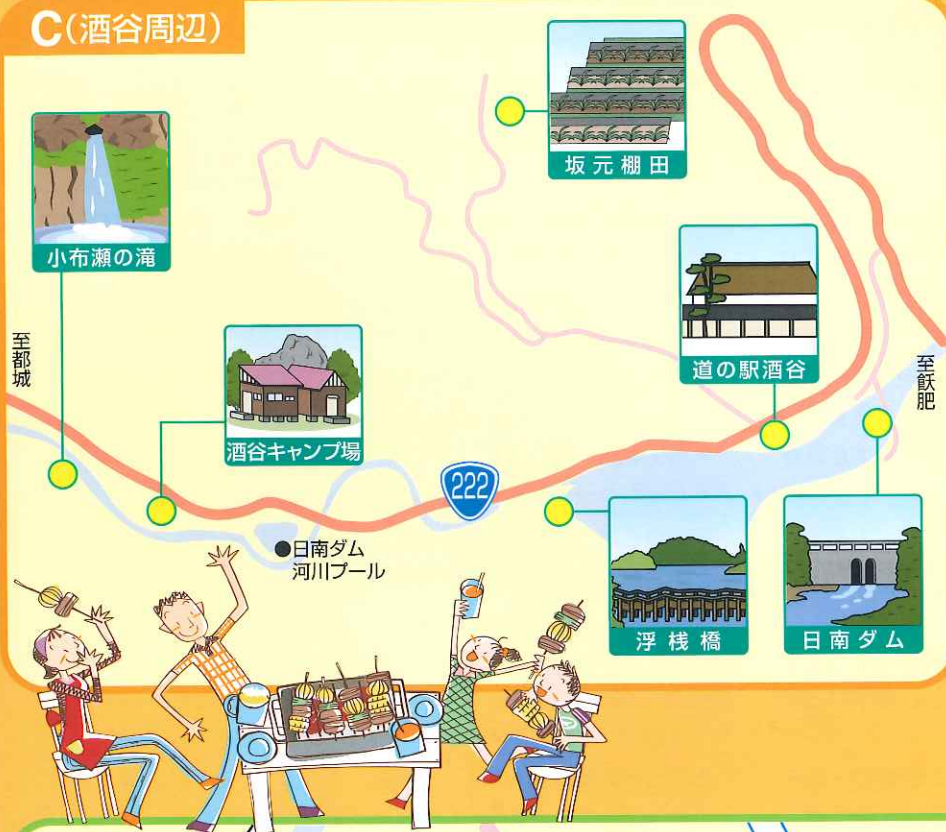 C(酒谷周辺)
坂元棚田
小布瀬の滝
道の駅酒谷
至都城
至飫肥
酒谷キャンプ場
222
●日南ダム
河川プール
浮桟橋
日南ダム